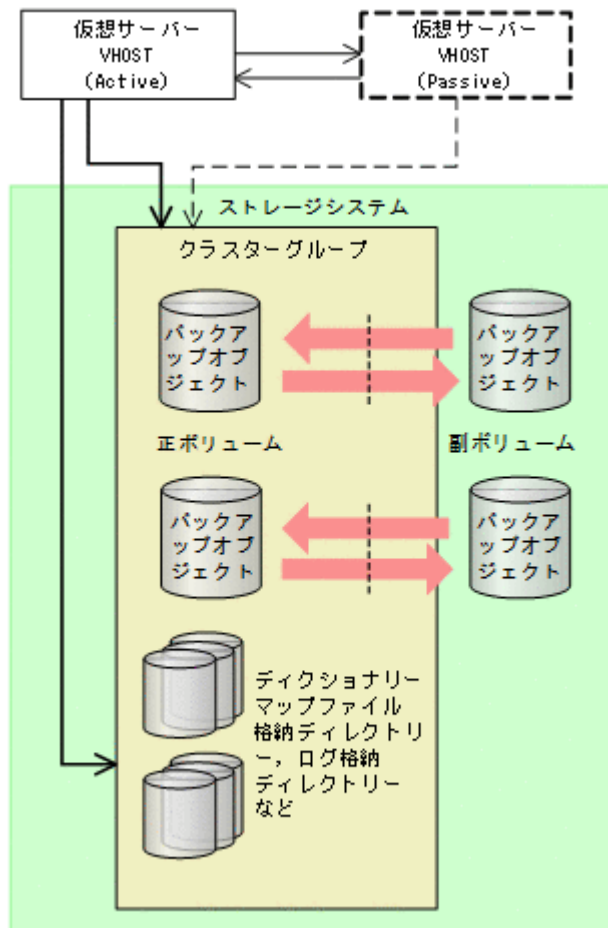 仮想サーバー
VHOST
(Active)
仮想サーバー
VHOST
(Passive)
ストレージシステム
クラスターグループ
バックア
ップオブ
ジェクト
バックア
ップオブ
ジェクト
正ボリューム
副ボリューム
バックア
ップオブ
ジェクト
バックア
ップオブ
ジェクト
ディクショナリー
マップファイル
格納ディレクトリ
ー，ログ格納
ディレクトリー
など